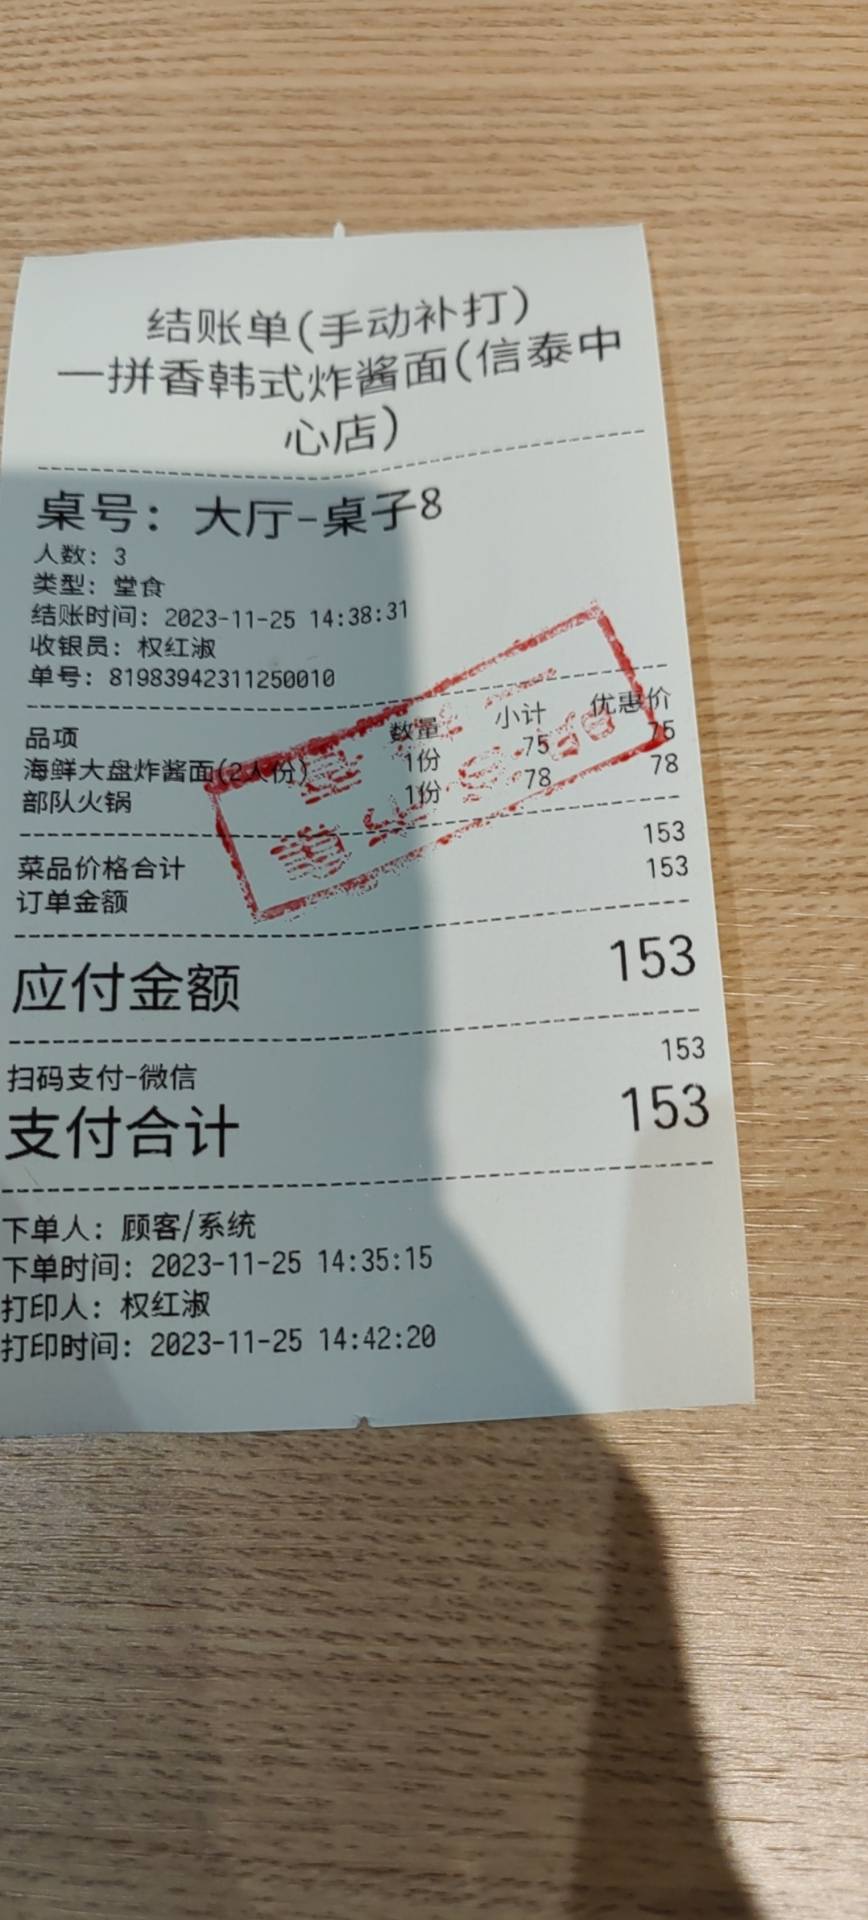 结账单(手动补打)
一拼香韩式炸酱面(信泰中
心店)
桌号: 大厅-桌子8
人数: 3
类型: 堂食
结账时间: 2023-11-25 14:38:31
收银员: 权红淑
单号: 81983942311250010
品项 数量 小计 优惠价
海鲜大盘炸酱面(2人份) 1份 75 75
部队火锅 1份 78 78
菜品价格合计 153
订单金额 153
应付金额 153
扫码支付-微信 153
支付合计 153
下单人: 顾客/系统
下单时间: 2023-11-25 14:35:15
打印人: 权红淑
打印时间: 2023-11-25 14:42:20